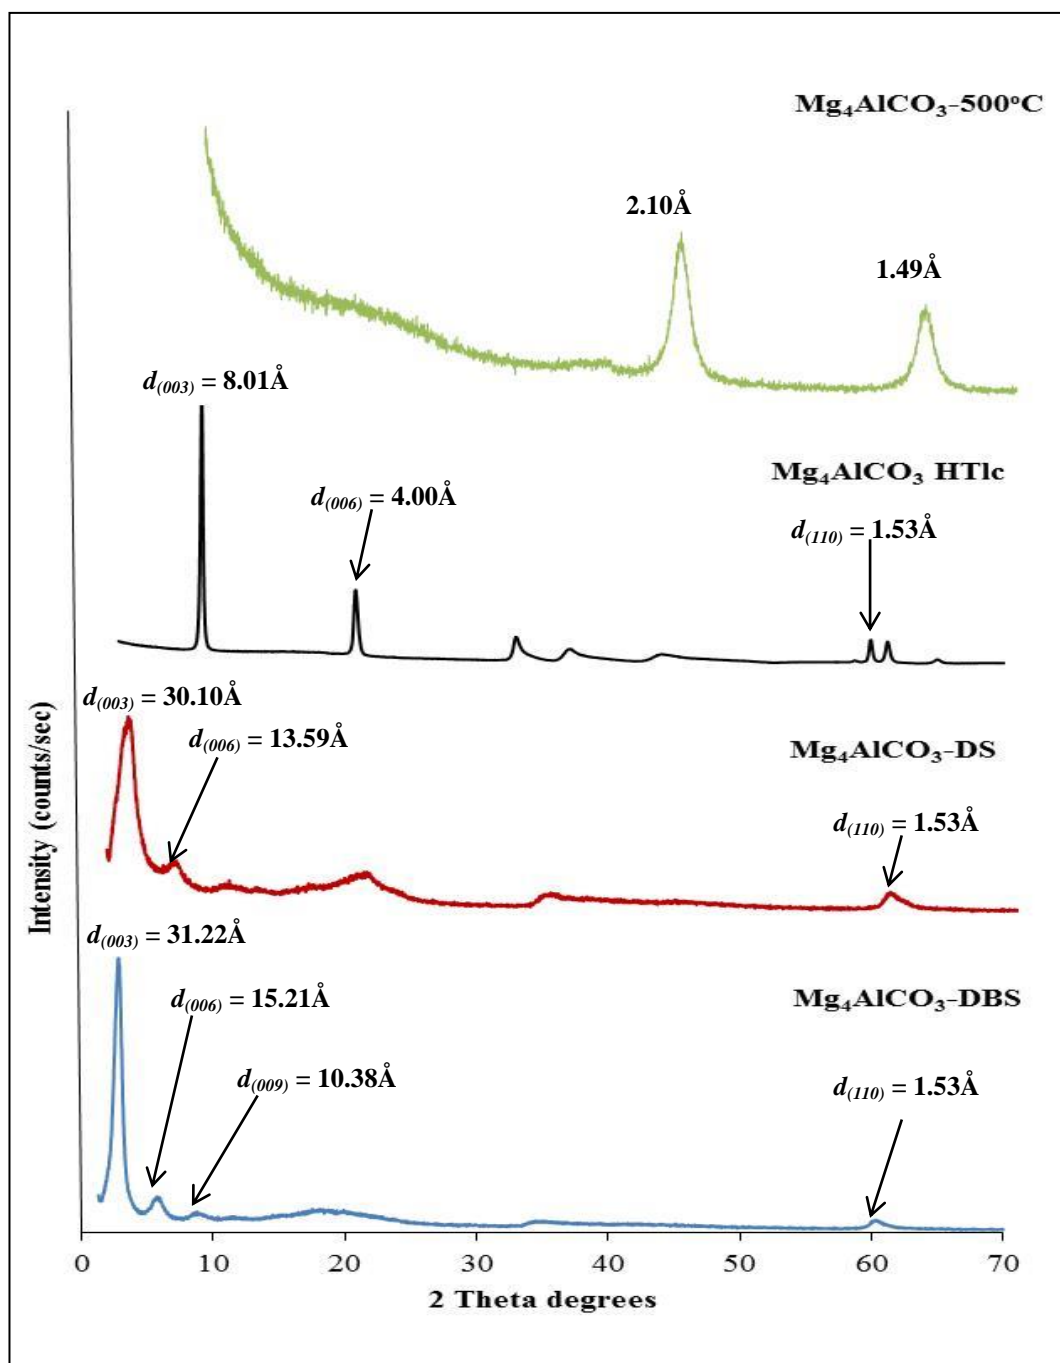 Mg₄AlCO₃-500°C
2.10Å
1.49Å
d(003) = 8.01Å
Mg₄AlCO₃ HTlc
d(006) = 4.00Å
d(110) = 1.53Å
d(003) = 30.10Å
d(006) = 13.59Å
Mg₄AlCO₃-DS
d(110) = 1.53Å
d(003) = 31.22Å
d(006) = 15.21Å
Mg₄AlCO₃-DBS
d(009) = 10.38Å
d(110) = 1.53Å
Intensity (counts/sec)
0 10 20 30 40 50 60 70
2 Theta degrees